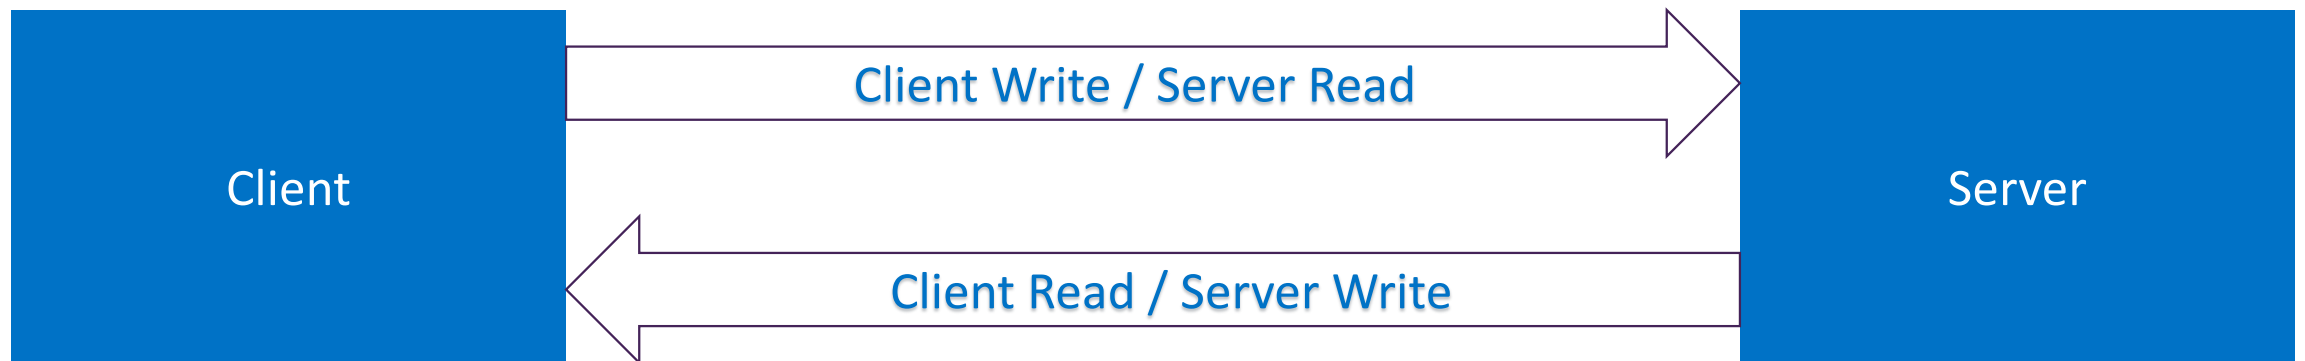 Client Write / Server Read
Client
Server
Client Read / Server Write